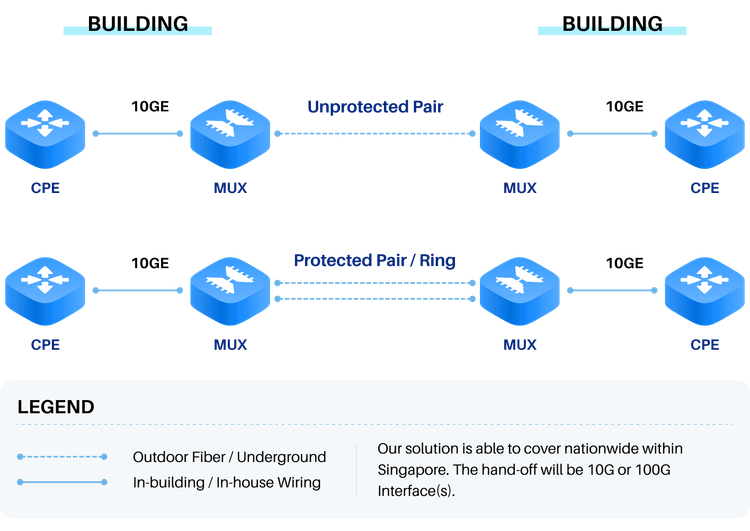 BUILDING
BUILDING
10GE
Unprotected Pair
10GE
CPE
MUX
MUX
CPE
10GE
Protected Pair / Ring
10GE
CPE
MUX
MUX
CPE
LEGEND
Outdoor Fiber / Underground
In-building / In-house Wiring
Our solution is able to cover nationwide within
Singapore. The hand-off will be 10G or 100G
Interface(s).